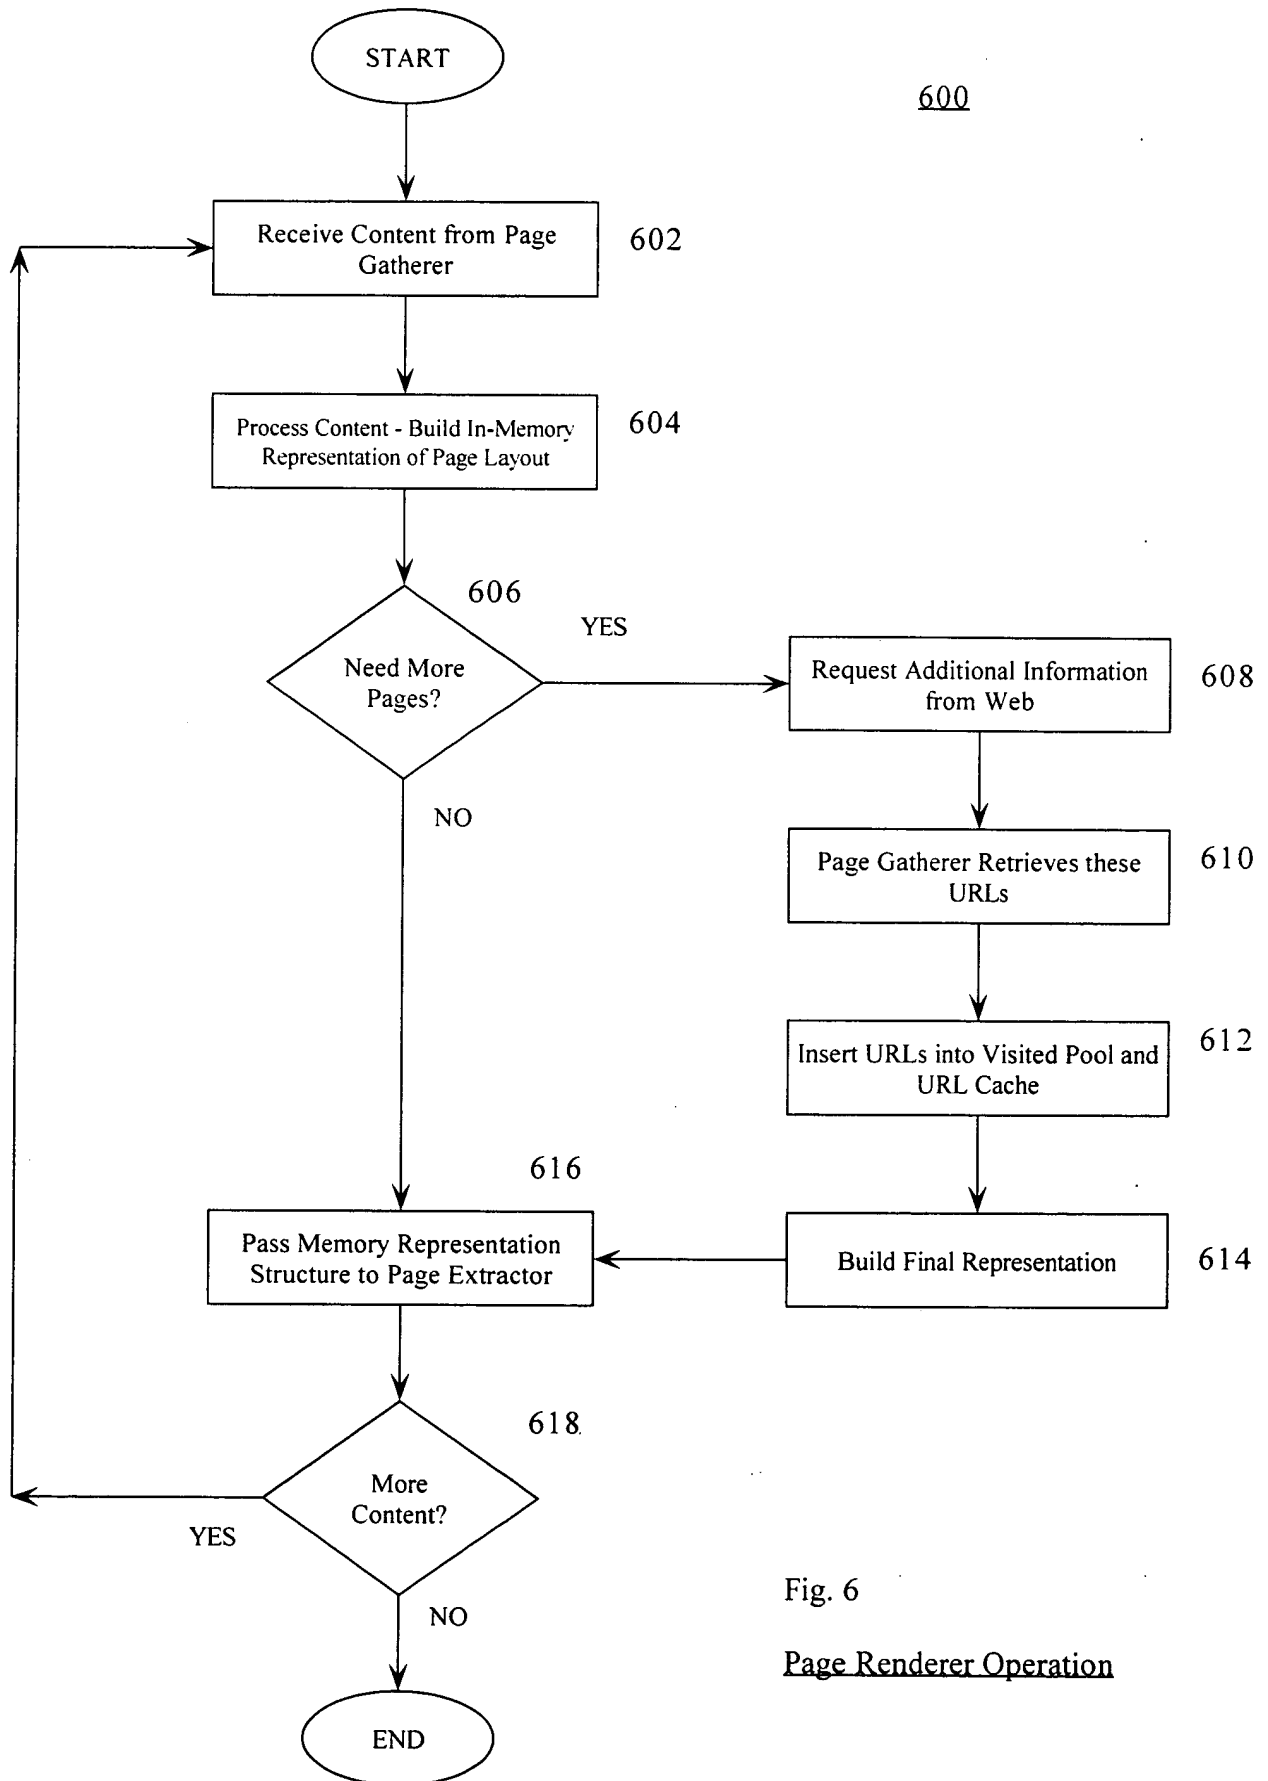 START
600
Receive Content from Page
Gatherer
602
Process Content - Build In-Memory
Representation of Page Layout
604
606
Need More
Pages?
YES
NO
Request Additional Information
from Web
608
Page Gatherer Retrieves these
URLs
610
Insert URLs into Visited Pool and
URL Cache
612
Build Final Representation
614
616
Pass Memory Representation
Structure to Page Extractor
618
More
Content?
YES
NO
END
Fig. 6
Page Renderer Operation